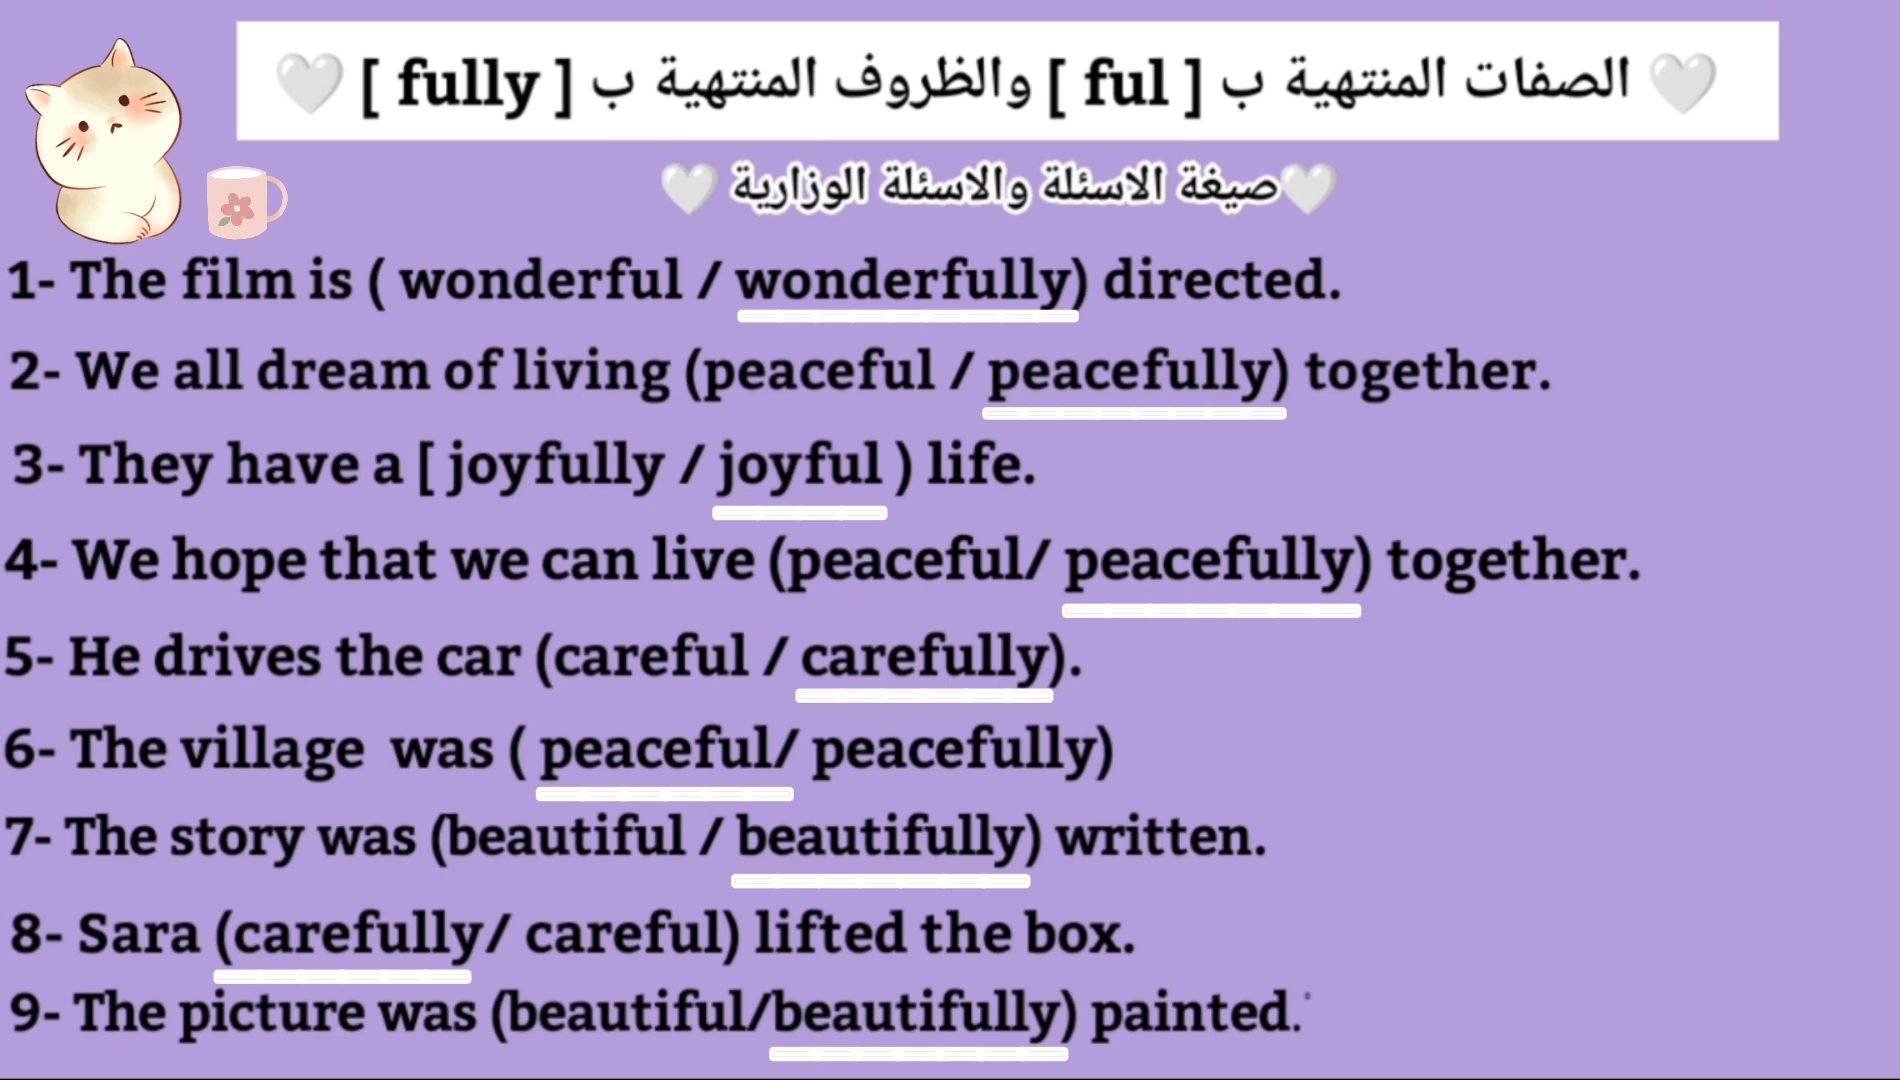 الصفات المنتهية ب [ ful ] والظروف المنتهية ب [ fully ]
صيغة الاسئلة والاسئلة الوزارية
1- The film is ( wonderful / wonderfully) directed.
2- We all dream of living (peaceful / peacefully) together.
3- They have a [ joyfully / joyful ) life.
4- We hope that we can live (peaceful/ peacefully) together.
5- He drives the car (careful / carefully).
6- The village was ( peaceful/ peacefully)
7- The story was (beautiful / beautifully) written.
8- Sara (carefully/ careful) lifted the box.
9- The picture was (beautiful/beautifully) painted.